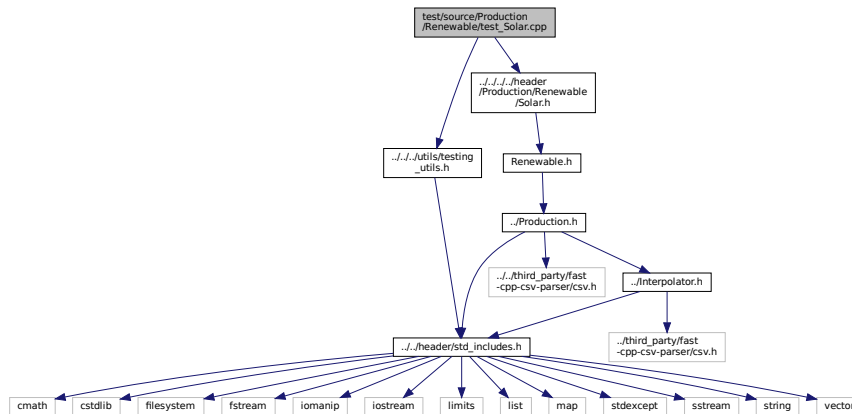 test/source/Production
/Renewable/test_Solar.cpp
../../../../header
/Production/Renewable
/Solar.h
../../../utils/testing
_utils.h
Renewable.h
../Production.h
../../third_party/fast
-cpp-csv-parser/csv.h
../Interpolator.h
../third_party/fast
-cpp-csv-parser/csv.h
../../header/std_includes.h
cmath
cstdlib
filesystem
fstream
iomanip
iostream
limits
list
map
stdexcept
sstream
string
vector